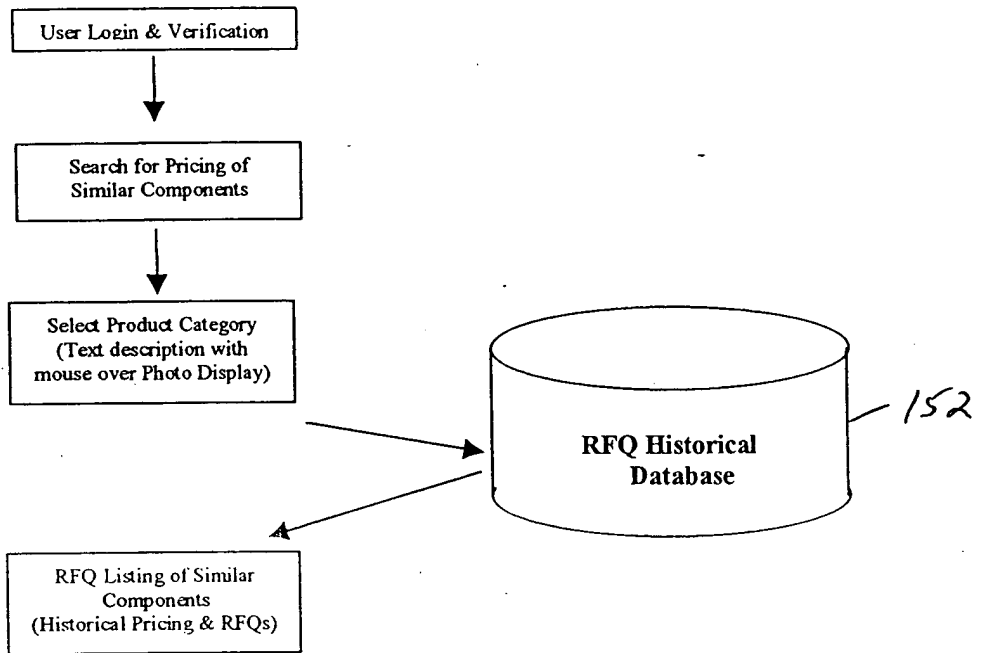 User Login & Verification
Search for Pricing of
Similar Components
Select Product Category
(Text description with
mouse over Photo Display)
RFQ Historical
Database
152
RFQ Listing of Similar
Components
(Historical Pricing & RFQs)